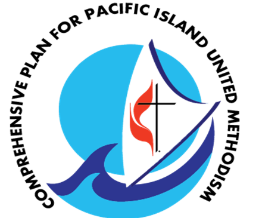 COMPREHENSIVE PLAN FOR PACIFIC ISLAND UNITED METHODISM